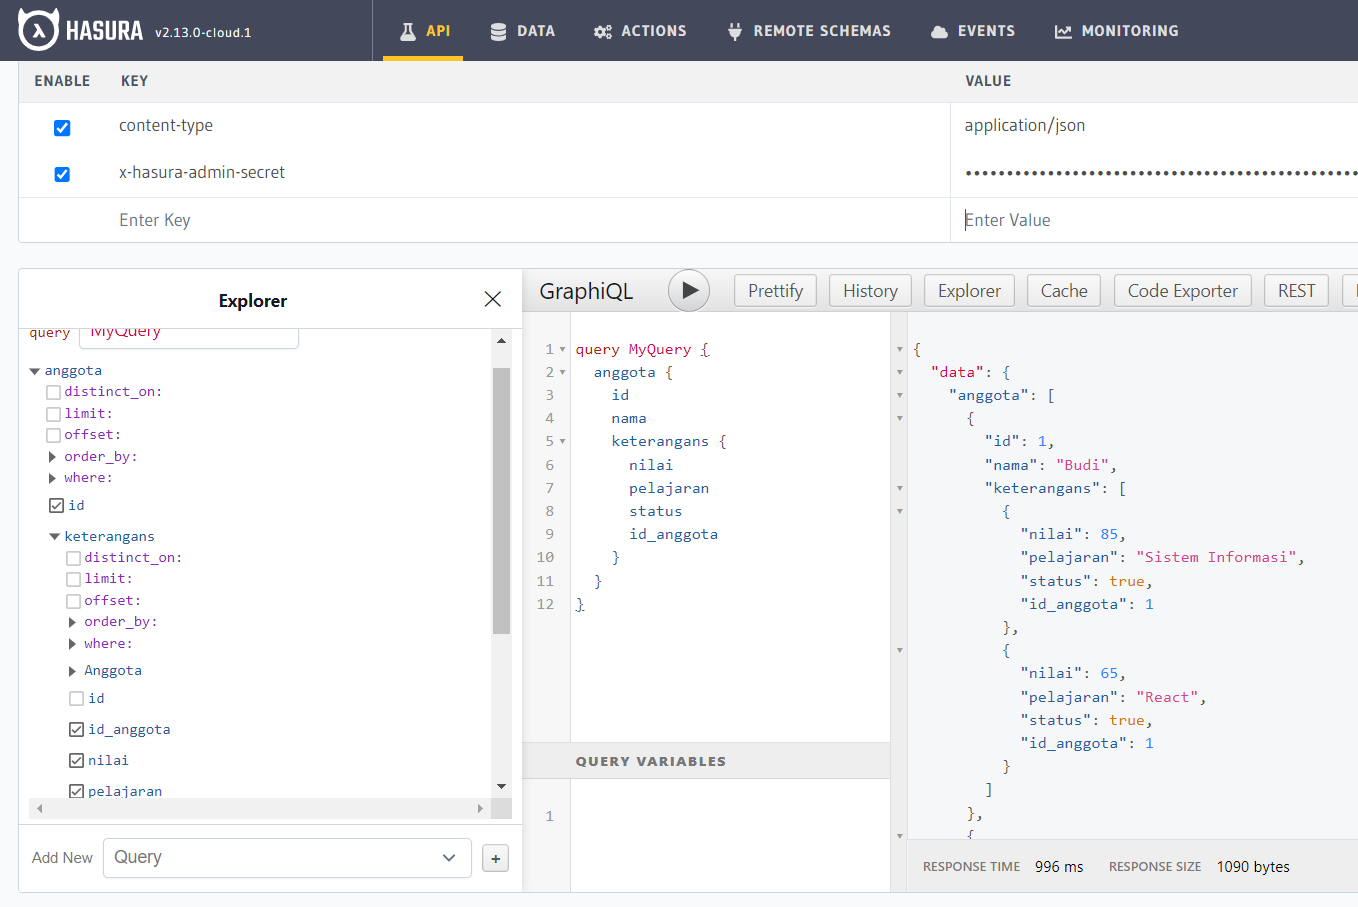 HASURA v2.13.0-cloud.1 API DATA ACTIONS REMOTE SCHEMAS EVENTS MONITORING
ENABLE KEY VALUE
content-type application/json
x-hasura-admin-secret ••••••••••••••••••••••••••••••••••••••••••••••••
Enter Key Enter Value
Explorer
query MyQuery
anggota
distinct_on:
limit:
offset:
order_by:
where:
id
keterangans
distinct_on:
limit:
offset:
order_by:
where:
Anggota
id
id_anggota
nilai
pelajaran
Add New Query +
GraphiQL Prettify History Explorer Cache Code Exporter REST
1 query MyQuery {
2 anggota {
3 id
4 nama
5 keterangans {
6 nilai
7 pelajaran
8 status
9 id_anggota
10 }
11 }
12 }
QUERY VARIABLES
1
{
"data": {
"anggota": [
{
"id": 1,
"nama": "Budi",
"keterangans": [
{
"nilai": 85,
"pelajaran": "Sistem Informasi",
"status": true,
"id_anggota": 1
},
{
"nilai": 65,
"pelajaran": "React",
"status": true,
"id_anggota": 1
}
]
},
{
RESPONSE TIME 996 ms RESPONSE SIZE 1090 bytes